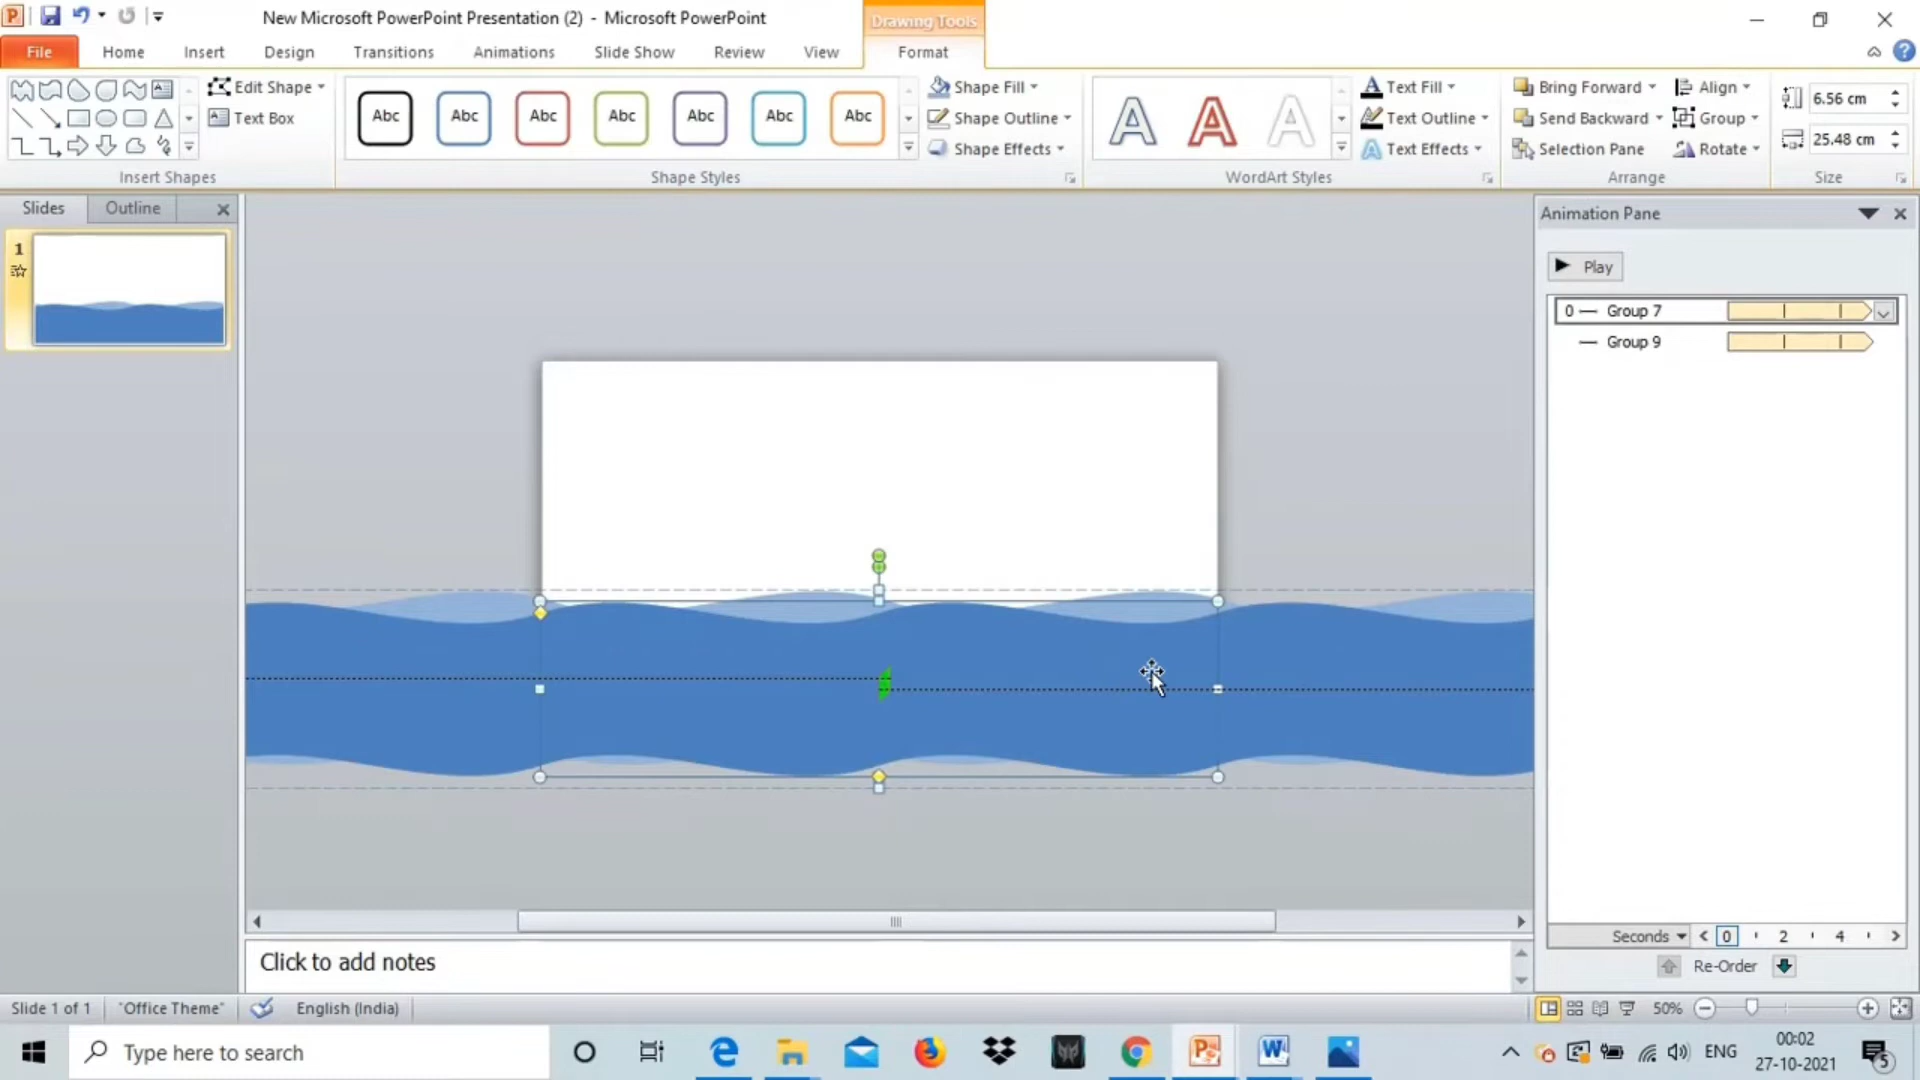 New Microsoft PowerPoint Presentation (2) - Microsoft PowerPoint
Drawing Tools
File Home Insert Design Transitions Animations Slide Show Review View Format
Edit Shape
Text Box
Insert Shapes
Abc Abc Abc Abc Abc Abc Abc
Shape Fill
Shape Outline
Shape Effects
Shape Styles
A A A
Text Fill
Text Outline
Text Effects
WordArt Styles
Bring Forward
Send Backward
Selection Pane
Align
Group
Rotate
Arrange
6.56 cm
25.48 cm
Size
Slides Outline
1
Animation Pane
Play
0 Group 7
Group 9
Seconds 0 2 4
Re-Order
Click to add notes
Slide 1 of 1 "Office Theme" English (India) 50%
Type here to search
ENG
00:02
27-10-2021
5